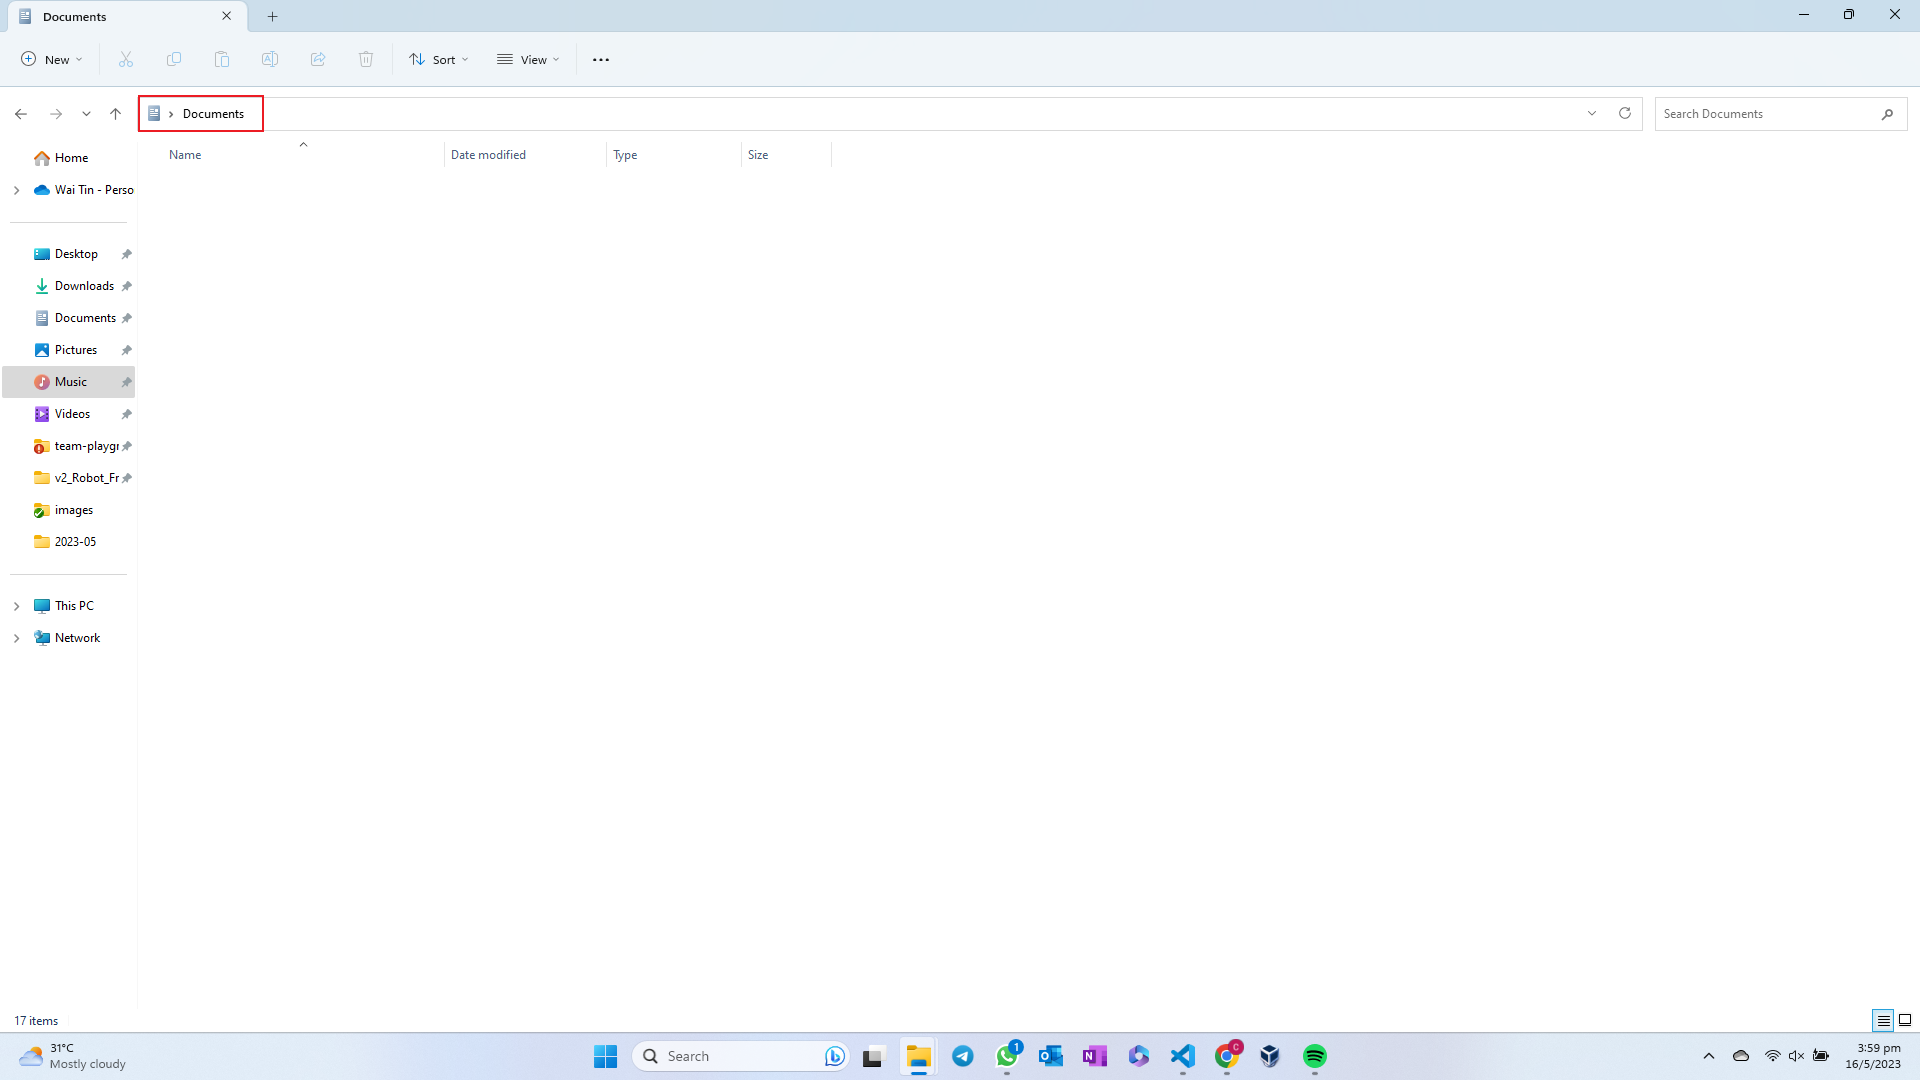 Documents
New
Sort
View
Documents
Search Documents
Name
Date modified
Type
Size
Home
Wai Tin - Perso
Desktop
Downloads
Documents
Pictures
Music
Videos
team-playgr
v2_Robot_Fr
images
2023-05
This PC
Network
17 items
31°C
Mostly cloudy
Search
1
C
3:59 pm
16/5/2023